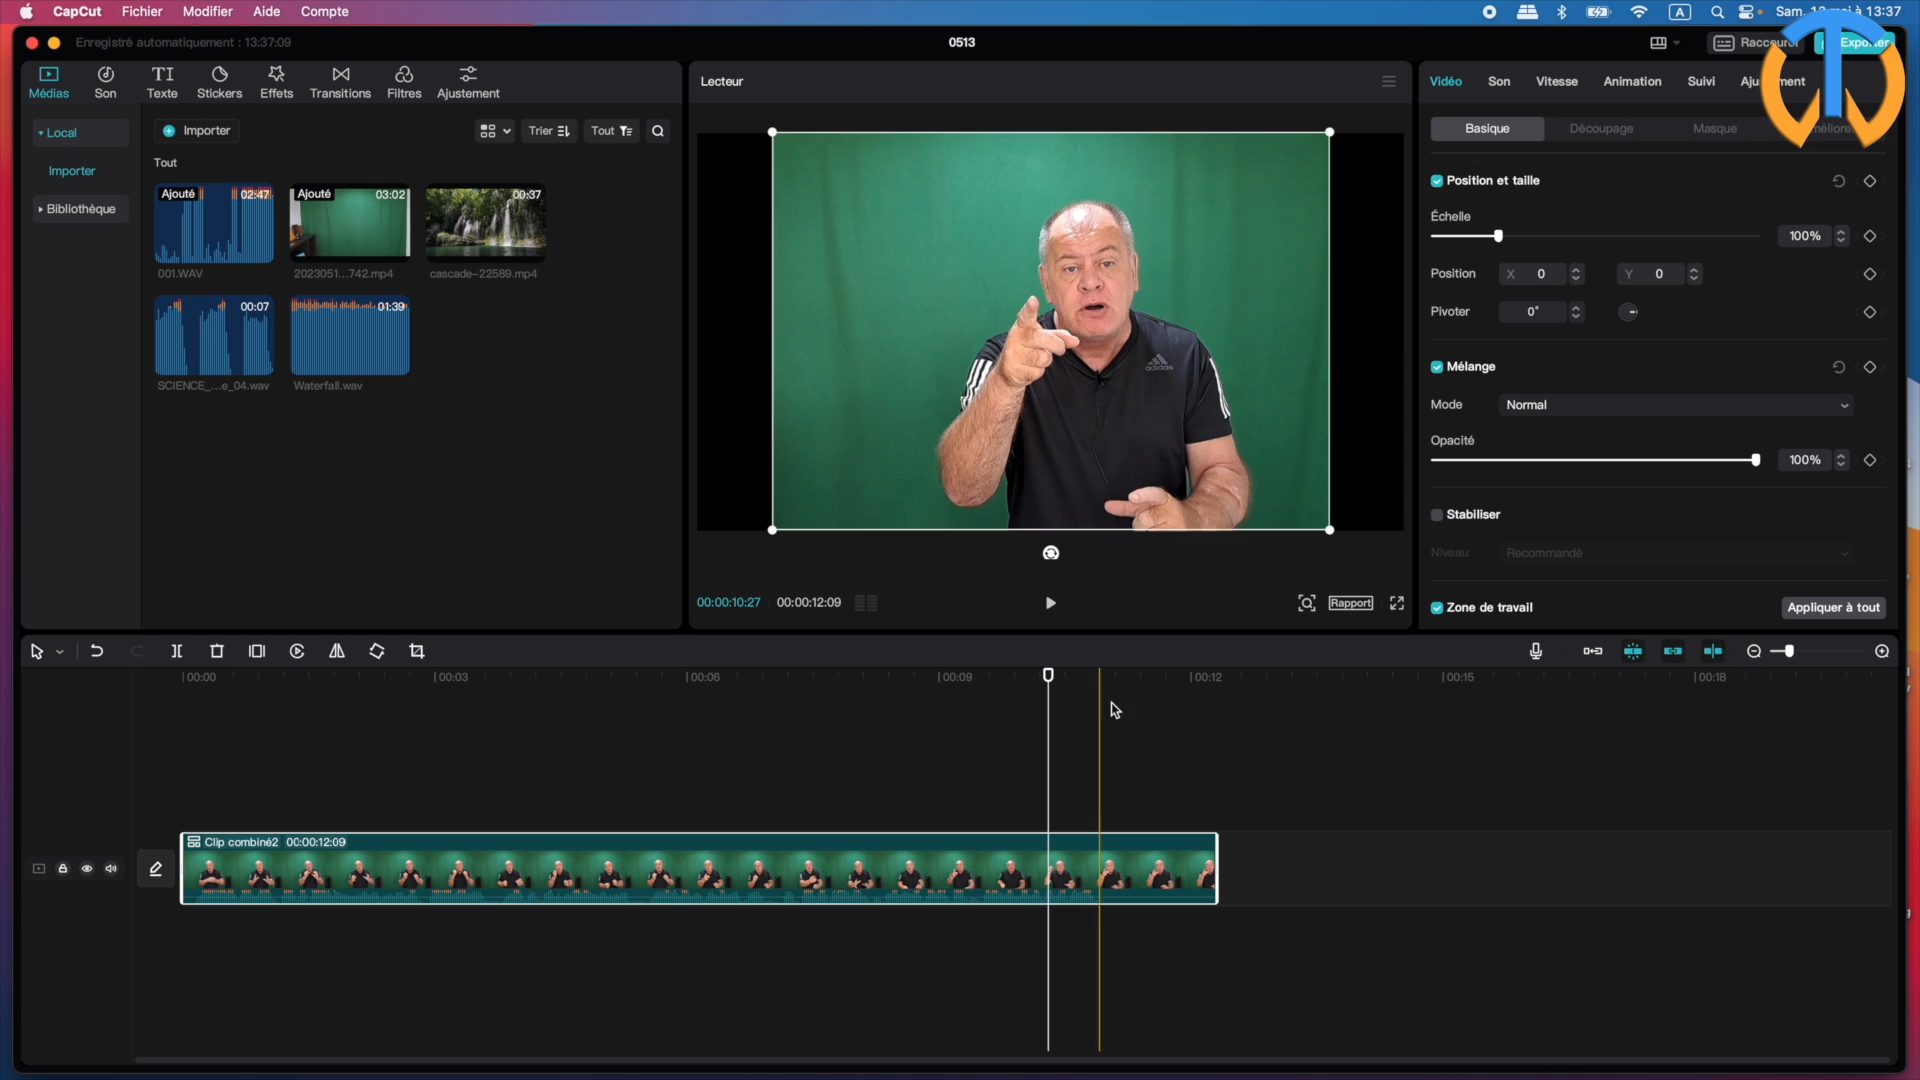 CapCut Fichier Modifier Aide Compte
A
à 13:37
Enregistré automatiquement : 13:37:09
0513
Médias
Son
Texte
Stickers
Effets
Transitions
Filtres
Ajustement
Local
Importer
Bibliothèque
Importer
Trier
Tout
Tout
Ajouté 02:47
001.WAV
Ajouté 03:02
2023051...742.mp4
00:37
cascade-22589.mp4
00:07
SCIENCE_...e_04.wav
01:39
Waterfall.wav
Lecteur
adidas
00:00:10:27 00:00:12:09
Rapport
Vidéo Son Vitesse Animation Suivi
Basique Découpage Masque
Position et taille
Échelle
100%
Position X 0 Y 0
Pivoter 0°
Mélange
Mode Normal
Opacité
100%
Stabiliser
Niveau Recommandé
Zone de travail
Appliquer à tout
00:00 00:03 00:06 00:09 00:12 00:15 00:18
Clip combiné2 00:00:12:09